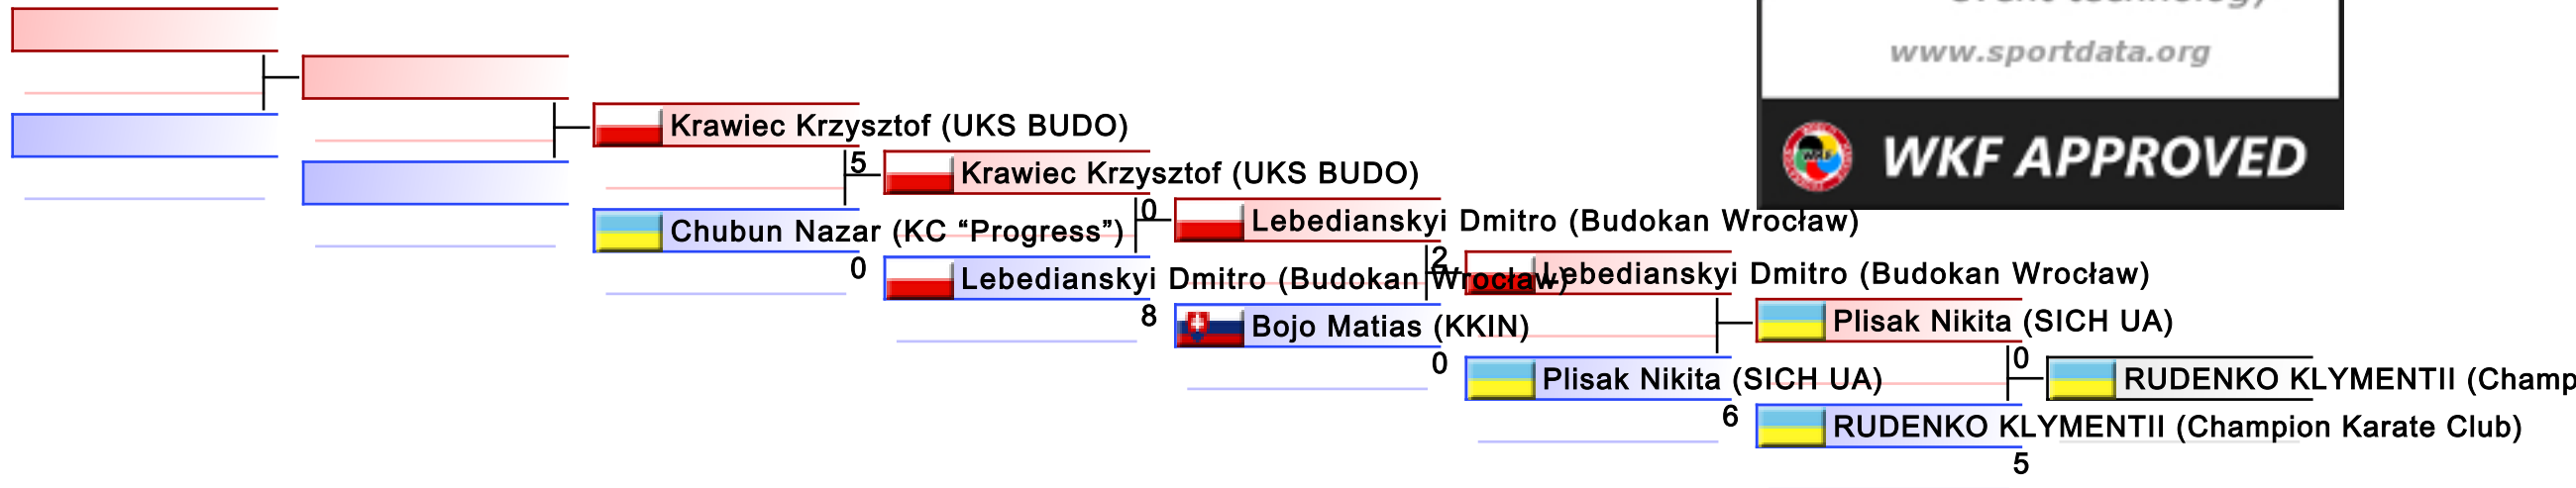 event technology
www.sportdata.org
WKF APPROVED
Krawiec Krzysztof (UKS BUDO)
5
Chubun Nazar (KC “Progress”)
0
Krawiec Krzysztof (UKS BUDO)
0
Lebedianskyi Dmitro (Budokan Wrocław)
8
Lebedianskyi Dmitro (Budokan Wrocław)
2
Bojo Matias (KKIN)
0
Lebedianskyi Dmitro (Budokan Wrocław)
Plisak Nikita (SICH UA)
6
Plisak Nikita (SICH UA)
0
RUDENKO KLYMENTII (Champion Karate Club)
5
RUDENKO KLYMENTII (Champ